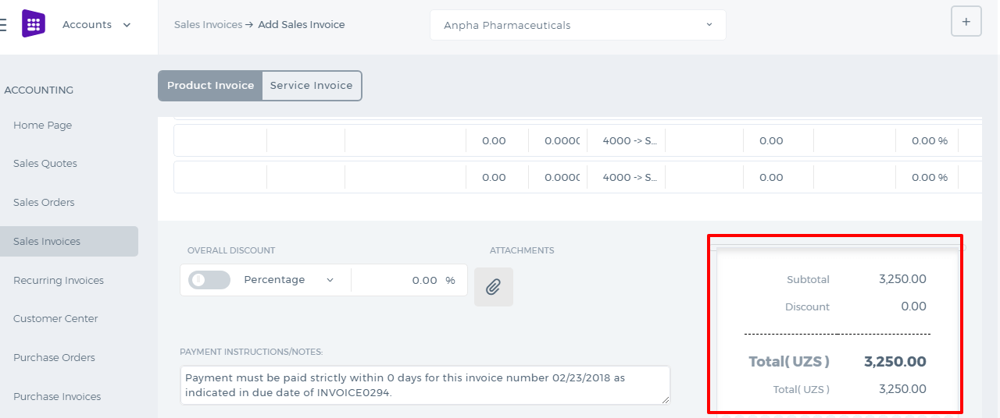 Accounts
Sales Invoices → Add Sales Invoice
Anpha Pharmaceuticals
+
ACCOUNTING
Home Page
Sales Quotes
Sales Orders
Sales Invoices
Recurring Invoices
Customer Center
Purchase Orders
Purchase Invoices
Product Invoice
Service Invoice
0.00 0.0000 4000 -> S... 0.00 0.00 %
0.00 0.0000 4000 -> S... 0.00 0.00 %
OVERALL DISCOUNT
Percentage 0.00 %
ATTACHMENTS
PAYMENT INSTRUCTIONS/NOTES:
Payment must be paid strictly within 0 days for this invoice number 02/23/2018 as
indicated in due date of INVOICE0294.
Subtotal 3,250.00
Discount 0.00
Total( UZS ) 3,250.00
Total( UZS ) 3,250.00